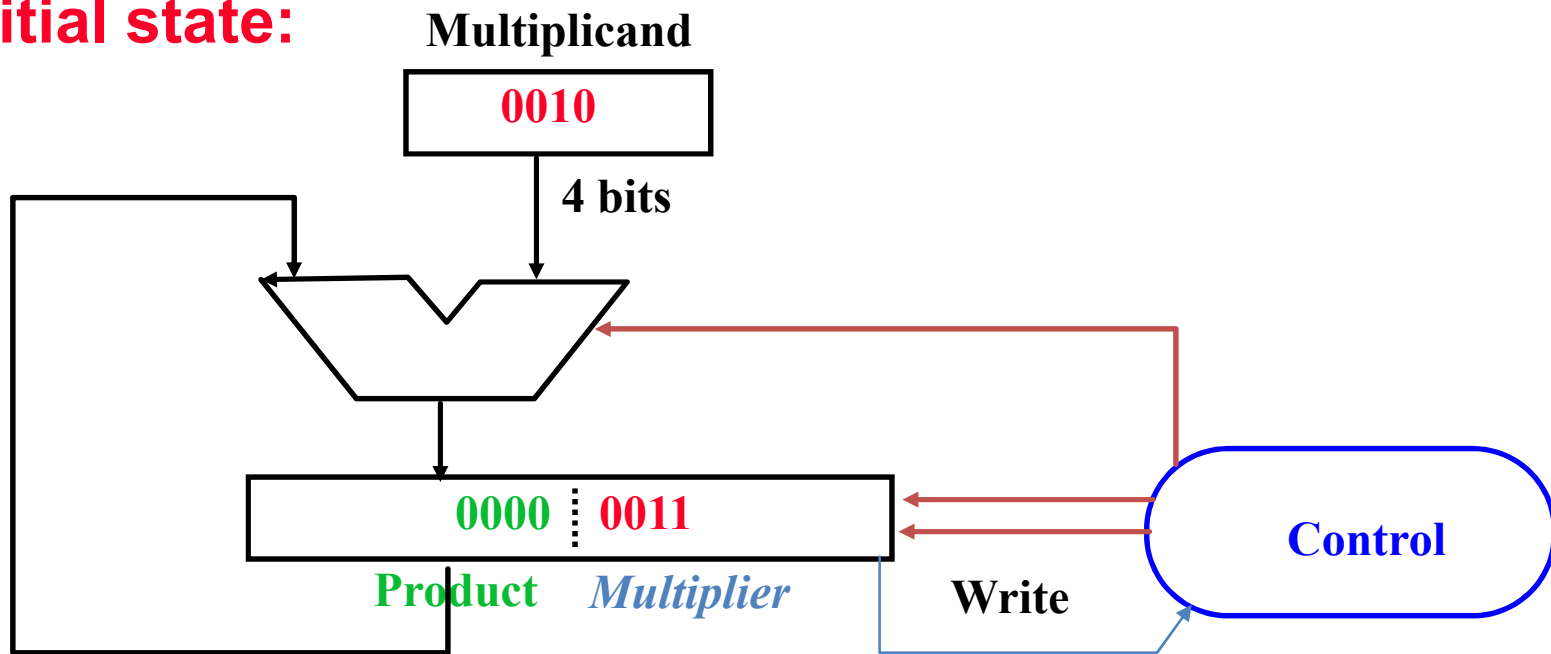 itial state:
Multiplicand
0010
4 bits
0000 0011
Product Multiplier
Write
Control